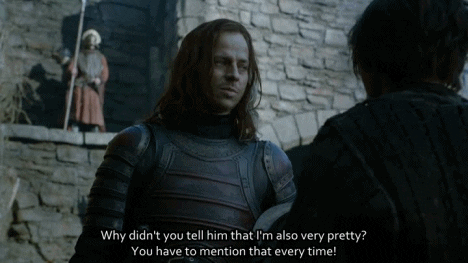 Why didn't you tell him that I'm also very pretty?
You have to mention that every time!